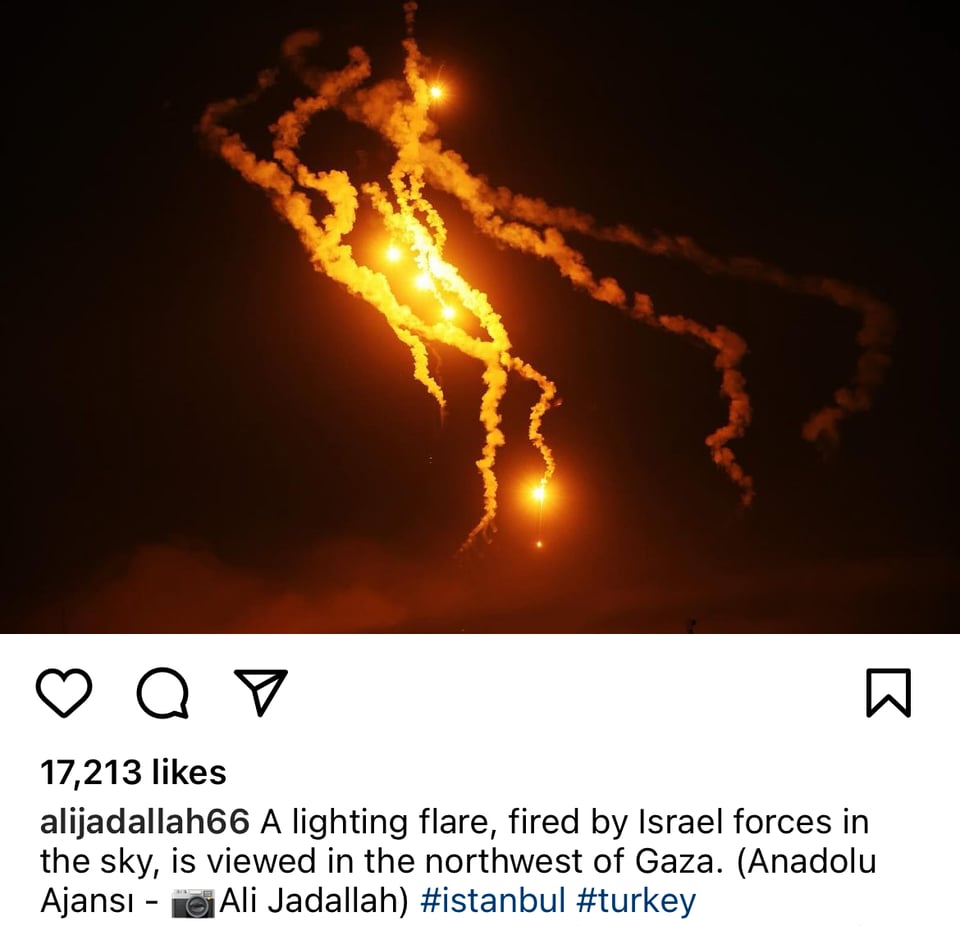 17,213 likes
alijadallah66 A lighting flare, fired by Israel forces in
the sky, is viewed in the northwest of Gaza. (Anadolu
Ajansı - 📷Ali Jadallah) #istanbul #turkey